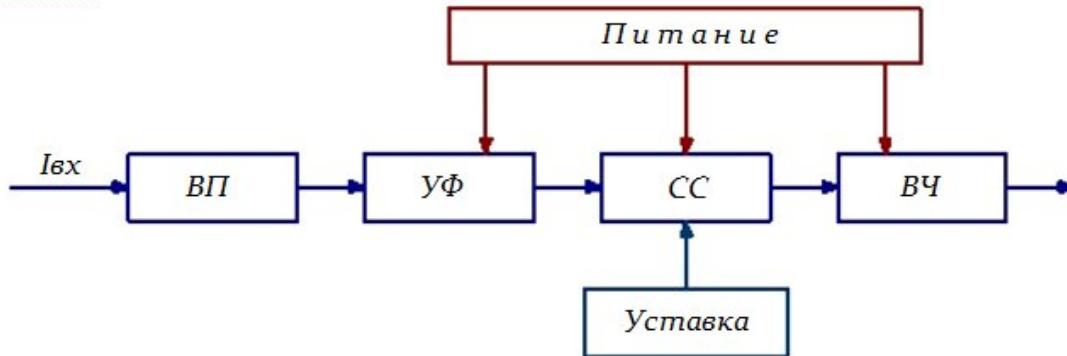 Питание
Iвх
ВП
УФ
СС
ВЧ
Уставка